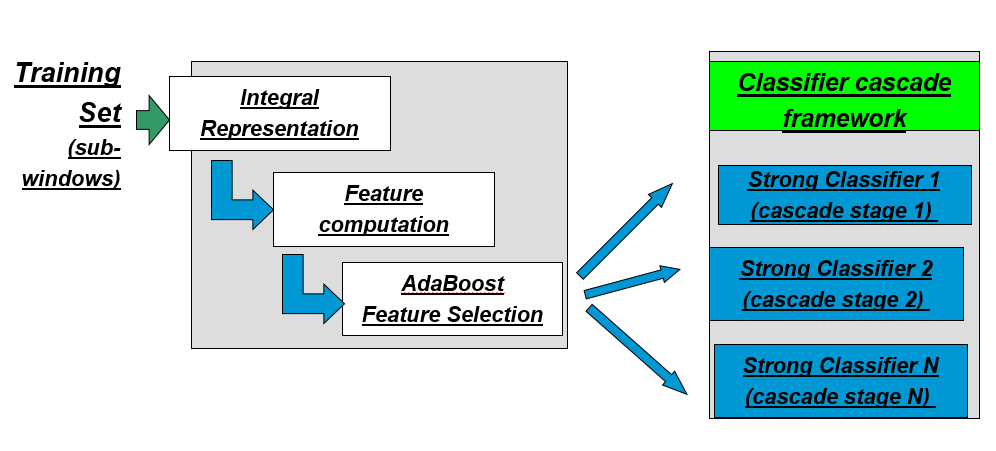 Training
Set
(sub-
windows)
Integral
Representation
Feature
computation
AdaBoost
Feature Selection
Classifier cascade
framework
Strong Classifier 1
(cascade stage 1)
Strong Classifier 2
(cascade stage 2)
Strong Classifier N
(cascade stage N)